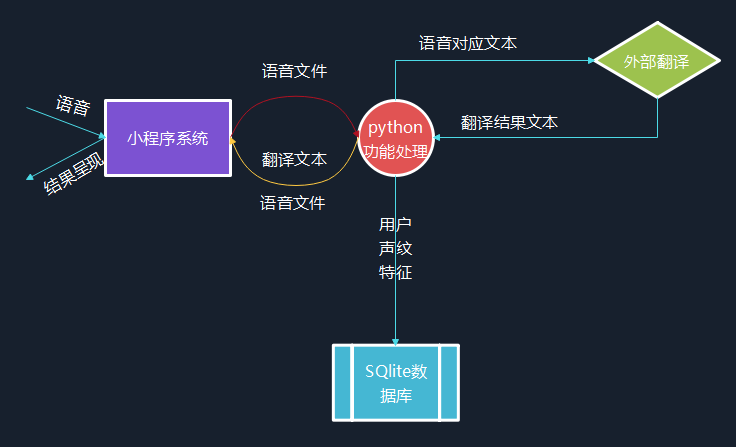 语音对应文本
外部翻译
语音文件
语音
小程序系统
python
功能处理
翻译结果文本
翻译文本
结果呈现
语音文件
用户
声纹
特征
SQlite数
据库